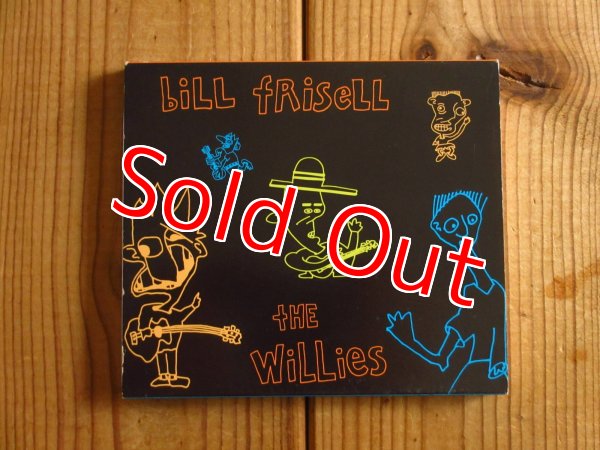 biLL fRisELL
Sold Out
tHE
WiLLiEs